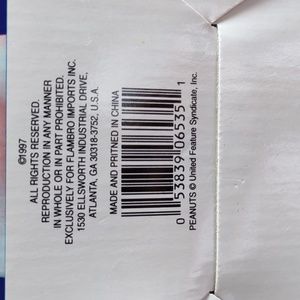 ©1997
ALL RIGHTS RESERVED.
REPRODUCTION IN ANY MANNER
IN WHOLE OR IN PART PROHIBITED.
EXCLUSIVELY FOR FLAMBRO IMPORTS INC.
1530 ELLSWORTH INDUSTRIAL DRIVE,
ATLANTA, GA 30318-3752, U.S.A.
MADE AND PRITNED IN CHINA
0 53839 06535 1
PEANUTS © United Feature Syndicate, Inc.